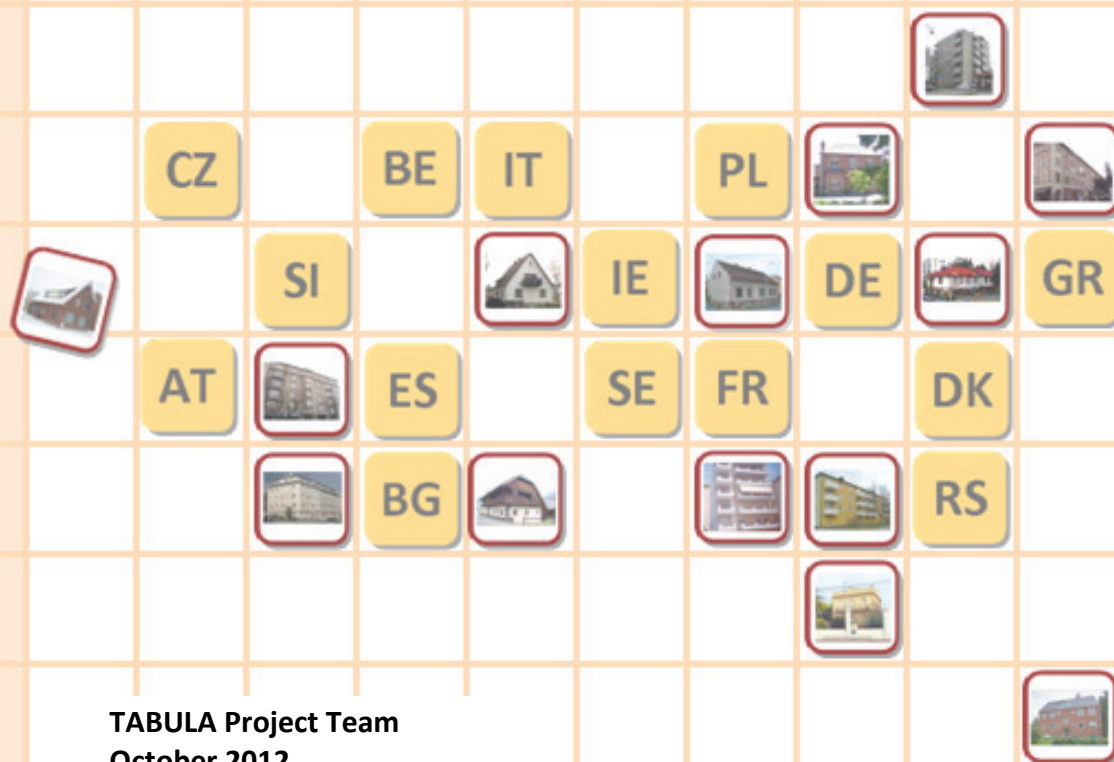 CZ BE IT PL
SI IE DE GR
AT ES SE FR DK
BG RS
TABULA Project Team
October 2012